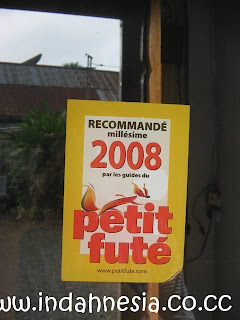 RECOMMANDÉ
millésime
2008
par les guides du
petit
futé
www.petitfute.com
www.indahnesia.co.cc